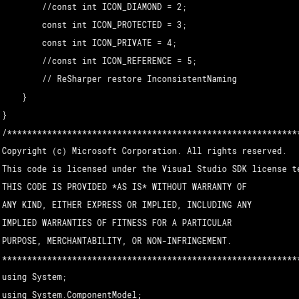 //const int ICON_DIAMOND = 2;
const int ICON_PROTECTED = 3;
const int ICON_PRIVATE = 4;
//const int ICON_REFERENCE = 5;
// ReSharper restore InconsistentNaming
}
}
/***********************************************************
Copyright (c) Microsoft Corporation. All rights reserved.
This code is licensed under the Visual Studio SDK license te
THIS CODE IS PROVIDED *AS IS* WITHOUT WARRANTY OF
ANY KIND, EITHER EXPRESS OR IMPLIED, INCLUDING ANY
IMPLIED WARRANTIES OF FITNESS FOR A PARTICULAR
PURPOSE, MERCHANTABILITY, OR NON-INFRINGEMENT.
************************************************************
using System;
using System.ComponentModel;